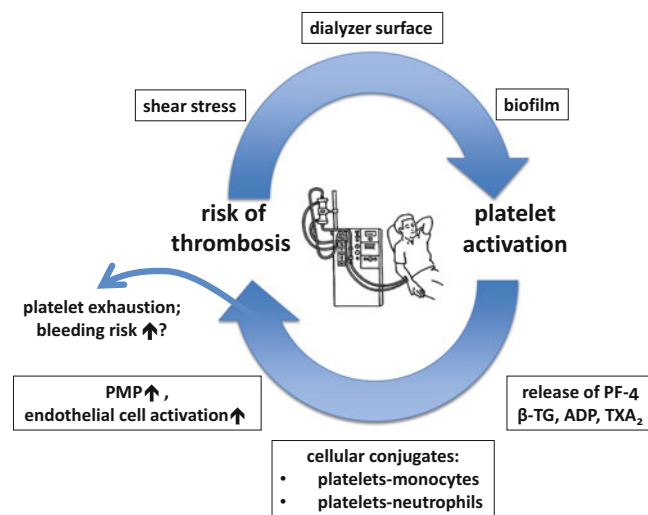 dialyzer surface
shear stress
biofilm
risk of
thrombosis
platelet
activation
platelet exhaustion;
bleeding risk ↑?
PMP↑,
endothelial cell activation↑
release of PF-4
β-TG, ADP, TXA₂
cellular conjugates:
• platelets-monocytes
• platelets-neutrophils